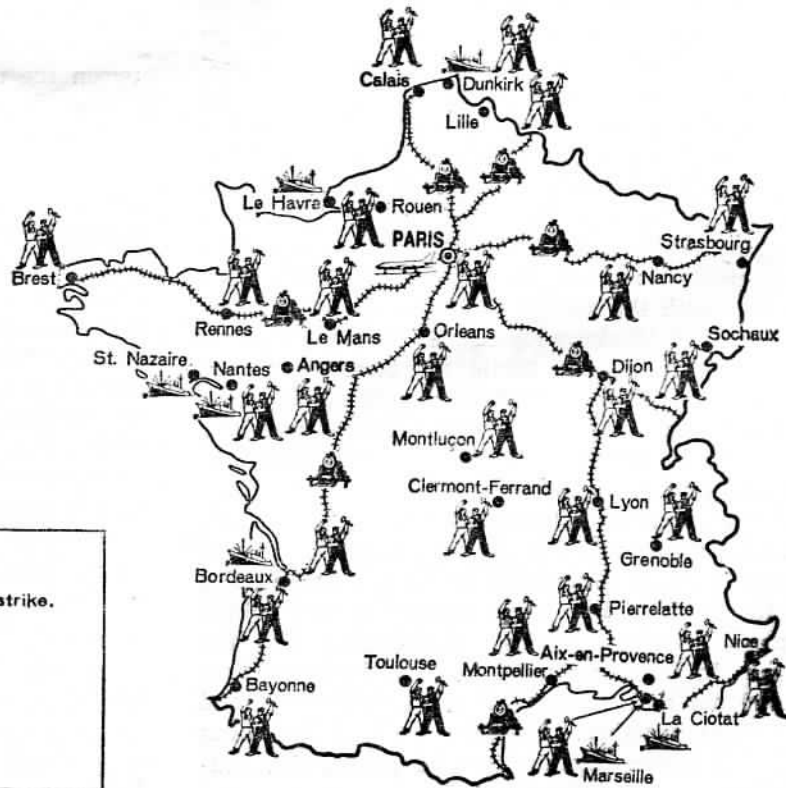 Calais
Dunkirk
Lille
Le Havra
Rouen
PARIS
Strasbourg
Brest
Nancy
Rennes
Le Mans
Orleans
Sochaux
St. Nazaire
Nantes
Angers
Dijon
Montluçon
Clermont-Ferrand
Lyon
Grenoble
Bordeaux
strike.
Pierrelatte
Aix-en-Provence
Nice
Toulouse
Montpellier
Bayonne
La Ciotat
Marseille